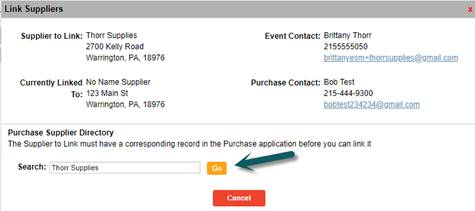 Link Suppliers x
Supplier to Link: Thorr Supplies
2700 Kelly Road
Warrington, PA, 18976
Event Contact: Brittany Thorr
2155555050
brittanyesm+thorrsupplies@gmail.com
Currently Linked To: No Name Supplier
123 Main St
Warrington, PA, 18976
Purchase Contact: Bob Test
215-444-9300
bobtest234234@gmail.com
Purchase Supplier Directory
The Supplier to Link must have a corresponding record in the Purchase application before you can link it
Search: Thorr Supplies Go
Cancel